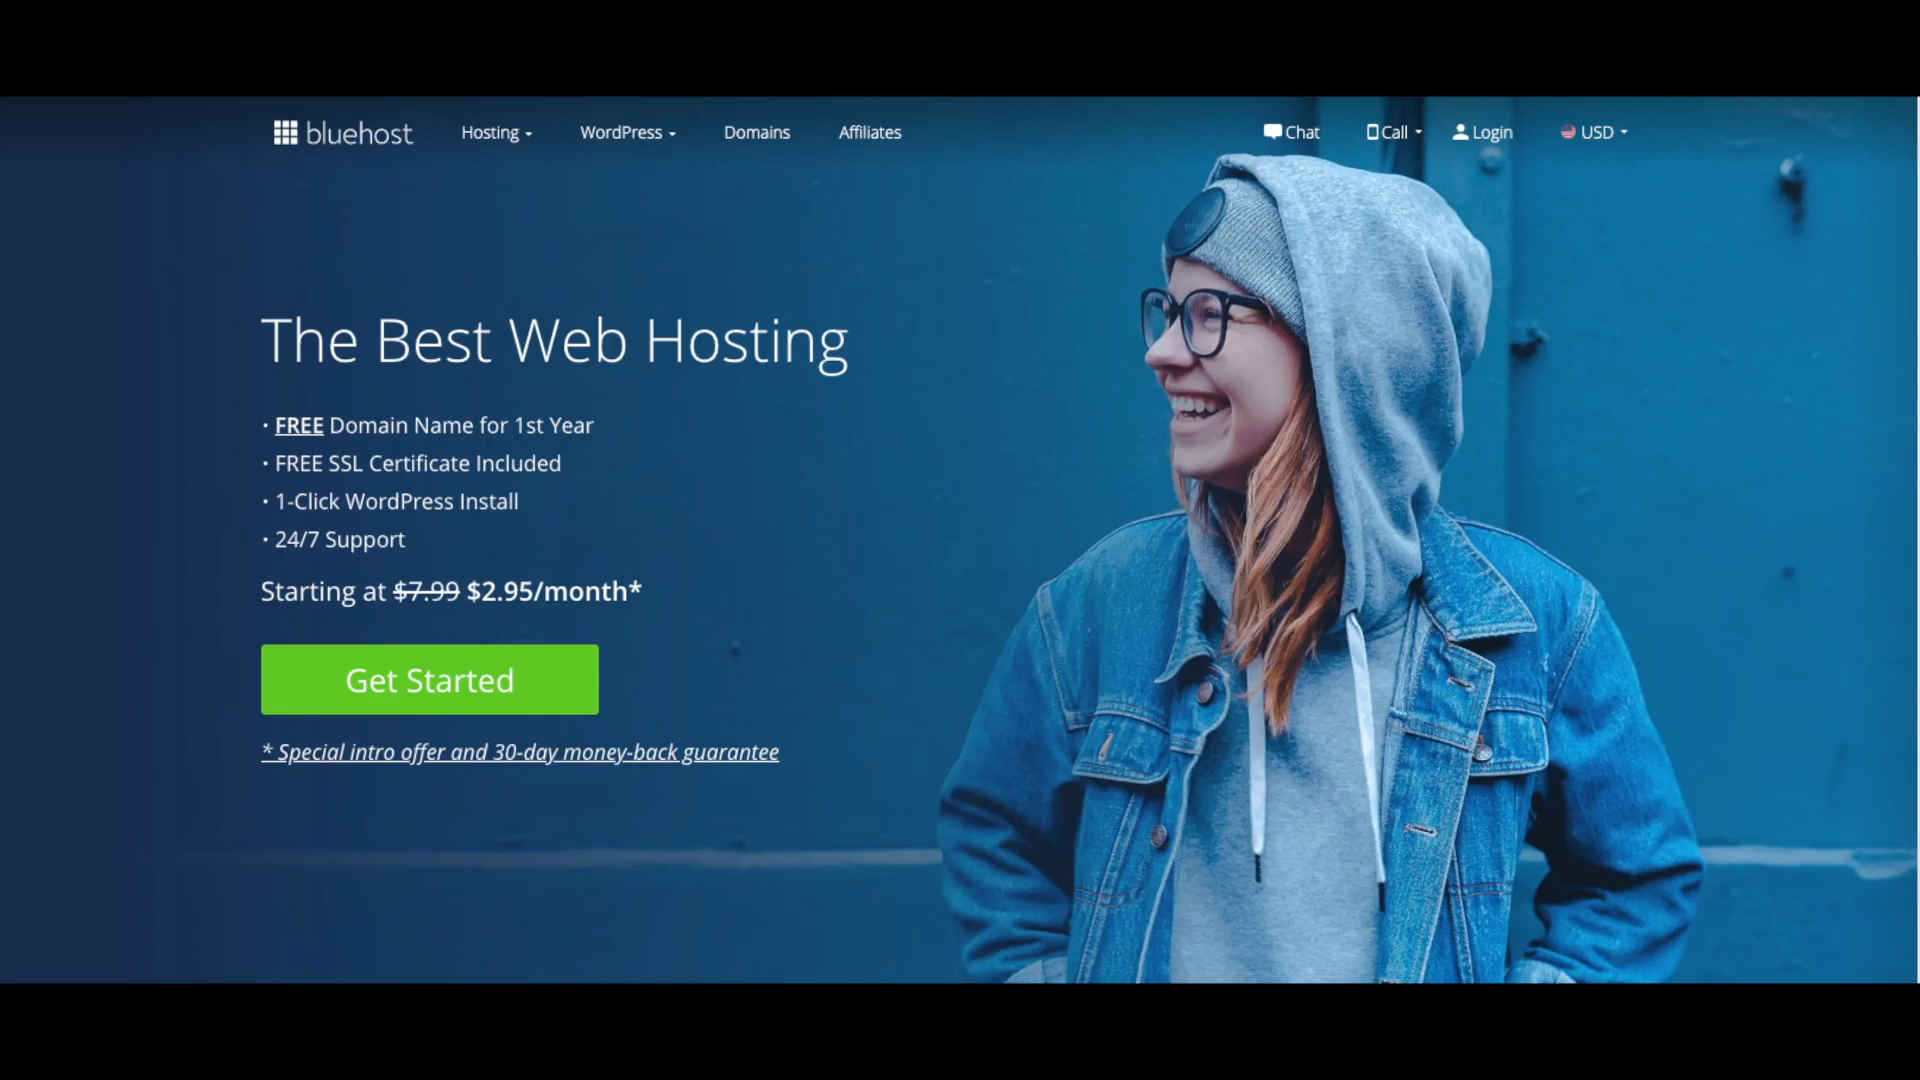 bluehost Hosting WordPress Domains Affiliates Chat Call Login USD
The Best Web Hosting
· FREE Domain Name for 1st Year
· FREE SSL Certificate Included
· 1-Click WordPress Install
· 24/7 Support
Starting at $7.99 $2.95/month*
Get Started
* Special intro offer and 30-day money-back guarantee